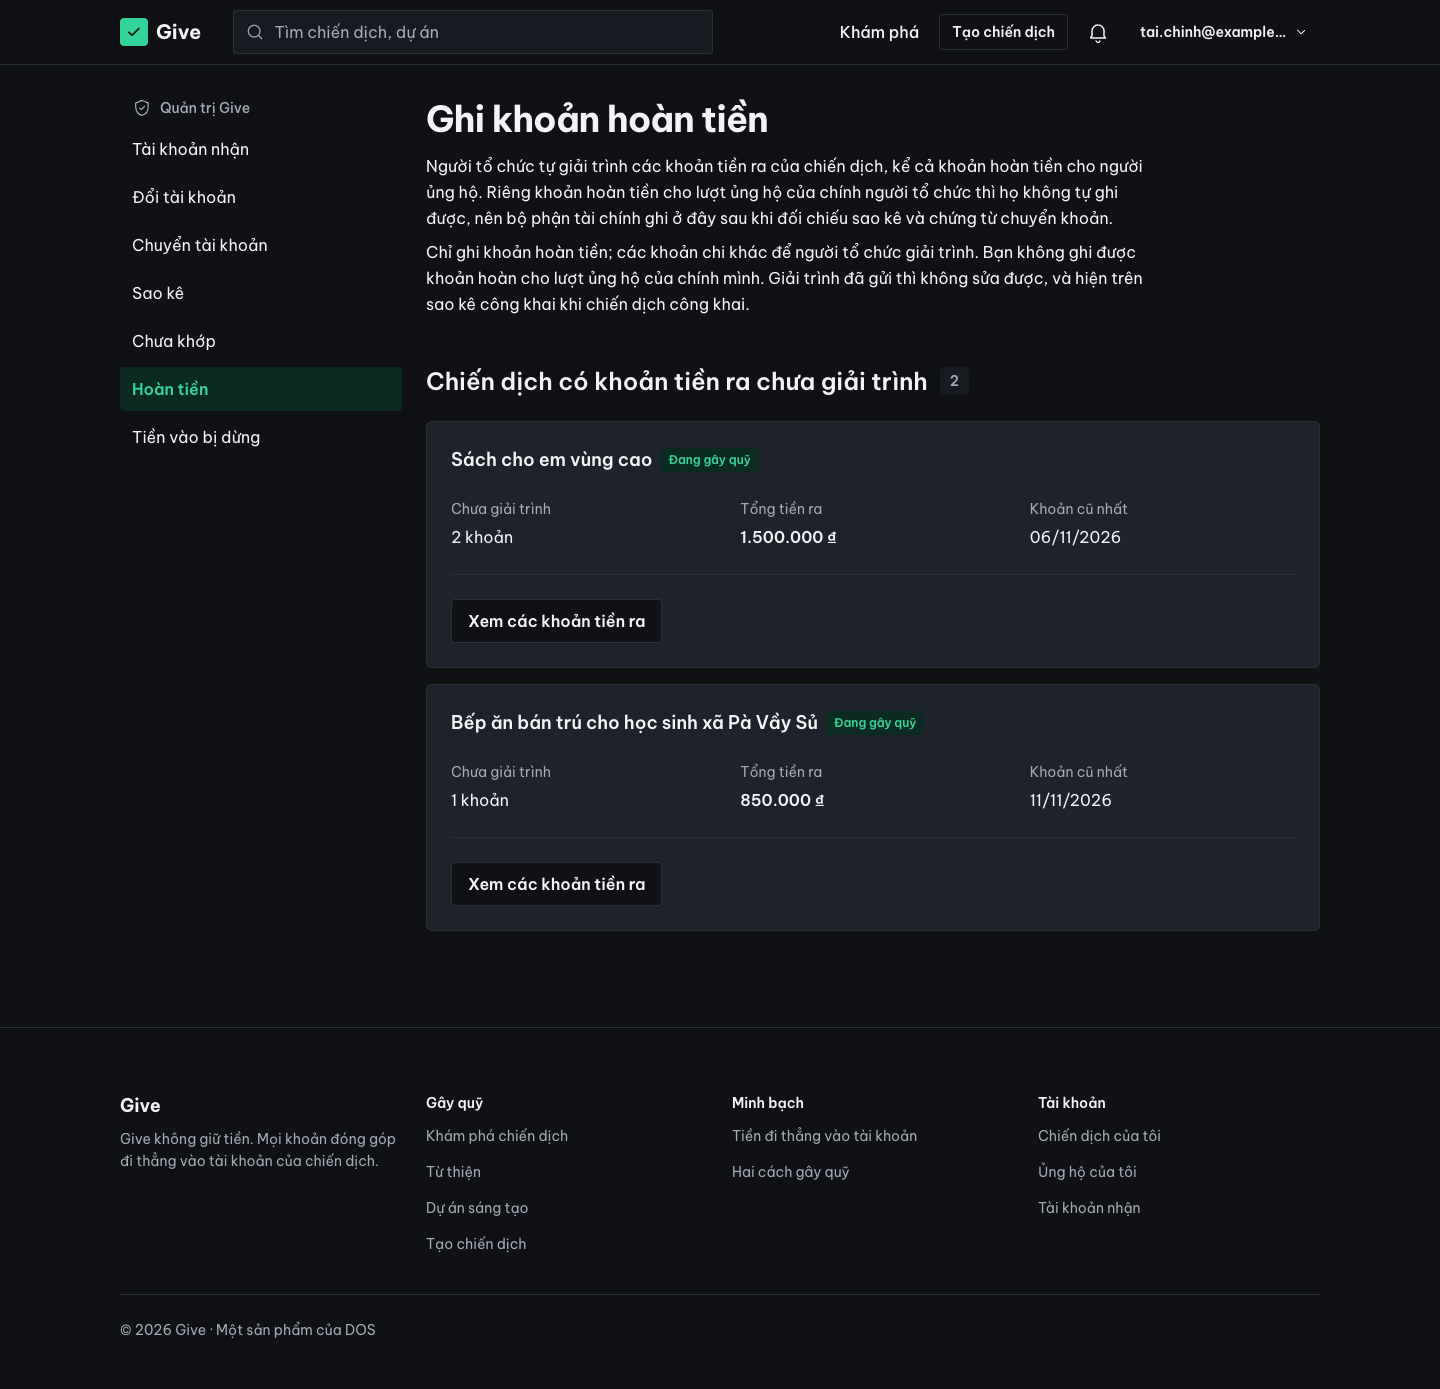 Give
Tìm chiến dịch, dự án
Khám phá
Tạo chiến dịch
tai.chinh@example...
Quản trị Give
Tài khoản nhận
Đổi tài khoản
Chuyển tài khoản
Sao kê
Chưa khớp
Hoàn tiền
Tiền vào bị dừng
Ghi khoản hoàn tiền
Người tổ chức tự giải trình các khoản tiền ra của chiến dịch, kể cả khoản hoàn tiền cho người
ủng hộ. Riêng khoản hoàn tiền cho lượt ủng hộ của chính người tổ chức thì họ không tự ghi
được, nên bộ phận tài chính ghi ở đây sau khi đối chiếu sao kê và chứng từ chuyển khoản.
Chỉ ghi khoản hoàn tiền; các khoản chi khác để người tổ chức giải trình. Bạn không ghi được
khoản hoàn cho lượt ủng hộ của chính mình. Giải trình đã gửi thì không sửa được, và hiện trên
sao kê công khai khi chiến dịch công khai.
Chiến dịch có khoản tiền ra chưa giải trình 2
Sách cho em vùng cao Đang gây quỹ
Chưa giải trình
2 khoản
Tổng tiền ra
1.500.000 ₫
Khoản cũ nhất
06/11/2026
Xem các khoản tiền ra
Bếp ăn bán trú cho học sinh xã Pà Vầy Sủ Đang gây quỹ
Chưa giải trình
1 khoản
Tổng tiền ra
850.000 ₫
Khoản cũ nhất
11/11/2026
Xem các khoản tiền ra
Give
Give không giữ tiền. Mọi khoản đóng góp
đi thẳng vào tài khoản của chiến dịch.
Gây quỹ
Khám phá chiến dịch
Từ thiện
Dự án sáng tạo
Tạo chiến dịch
Minh bạch
Tiền đi thẳng vào tài khoản
Hai cách gây quỹ
Tài khoản
Chiến dịch của tôi
Ủng hộ của tôi
Tài khoản nhận
© 2026 Give · Một sản phẩm của DOS